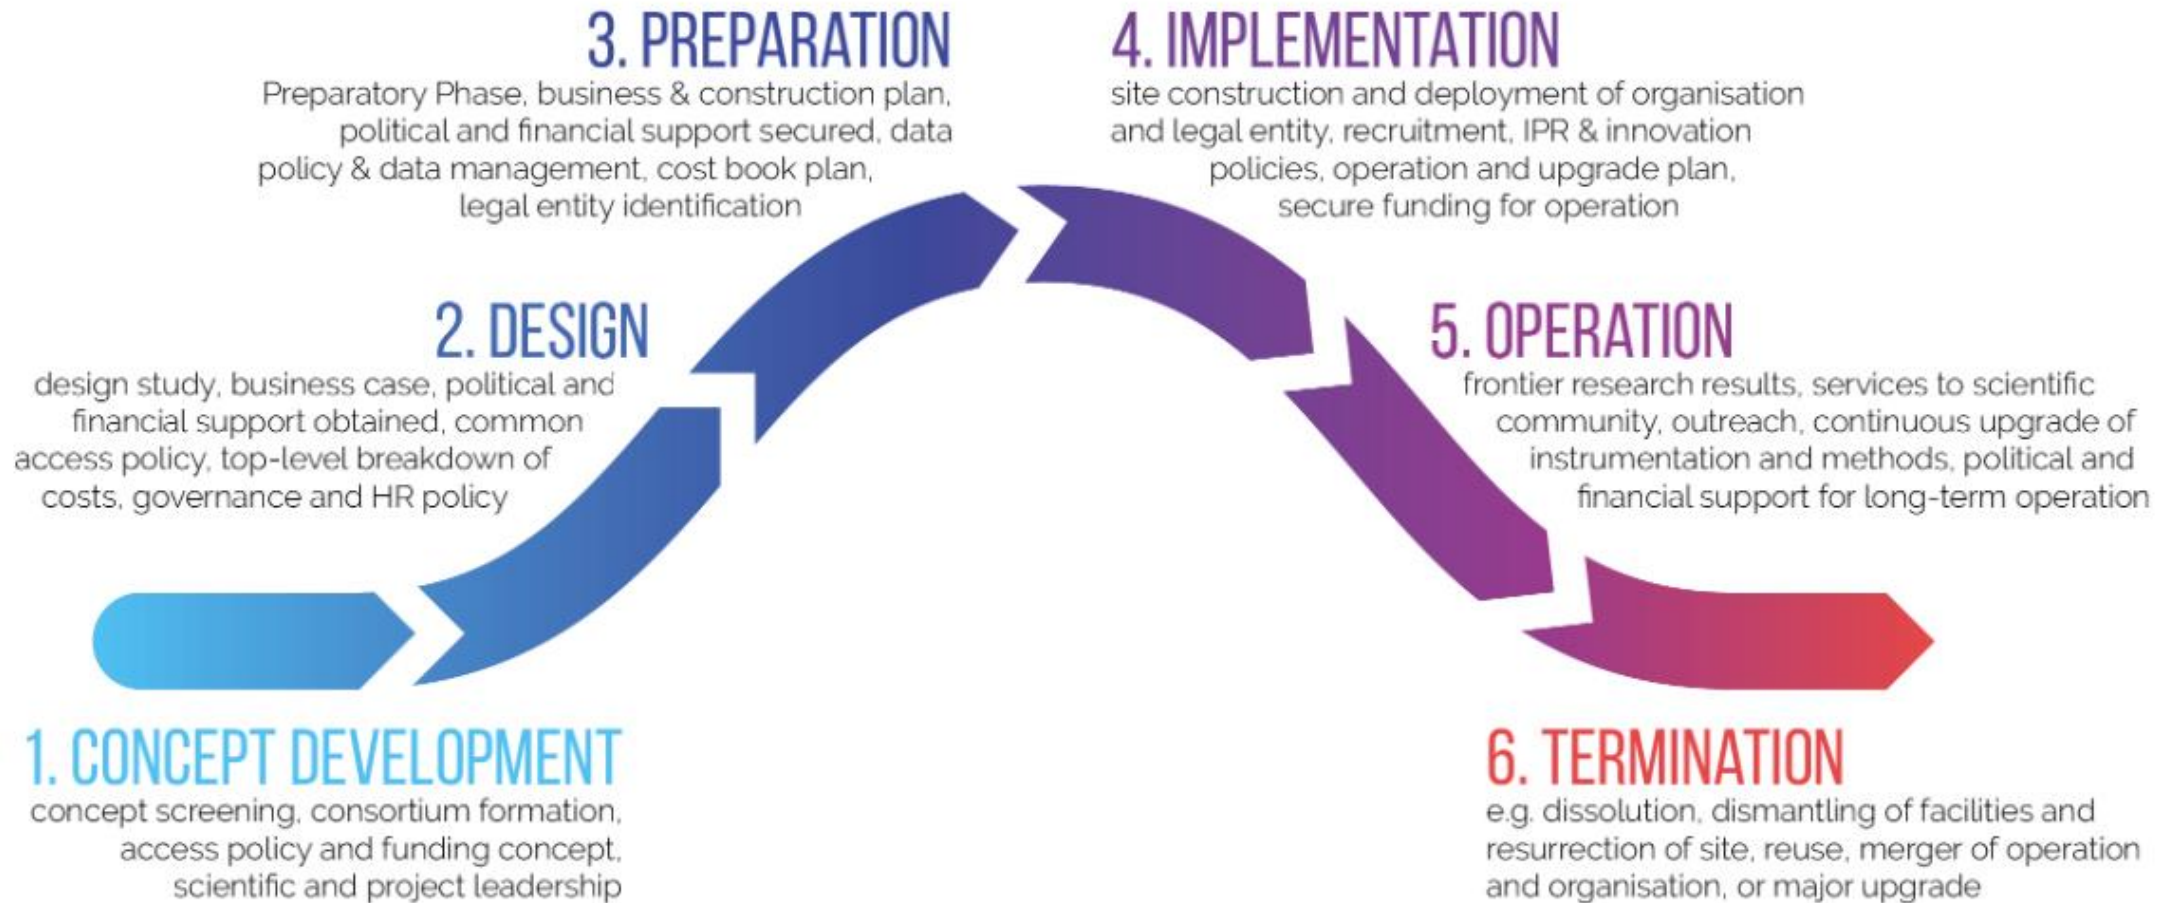 3. PREPARATION
Preparatory Phase, business & construction plan,
political and financial support secured, data
policy & data management, cost book plan,
legal entity identification
4. IMPLEMENTATION
site construction and deployment of organisation
and legal entity, recruitment, IPR & innovation
policies, operation and upgrade plan,
secure funding for operation
2. DESIGN
design study, business case, political and
financial support obtained, common
access policy, top-level breakdown of
costs, governance and HR policy
5. OPERATION
frontier research results, services to scientific
community, outreach, continuous upgrade of
instrumentation and methods, political and
financial support for long-term operation
1. CONCEPT DEVELOPMENT
concept screening, consortium formation,
access policy and funding concept,
scientific and project leadership
6. TERMINATION
e.g. dissolution, dismantling of facilities and
resurrection of site, reuse, merger of operation
and organisation, or major upgrade